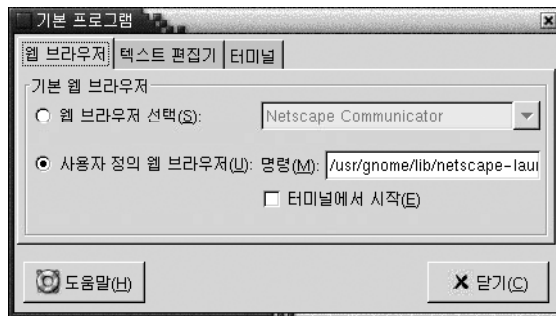 기본 프로그램
웹 브라우저 텍스트 편집기 터미널
기본 웹 브라우저
웹 브라우저 선택(S): Netscape Communicator
사용자 정의 웹 브라우저(U): 명령(M): /usr/gnome/lib/netscape-laun
터미널에서 시작(E)
도움말(H) 닫기(C)